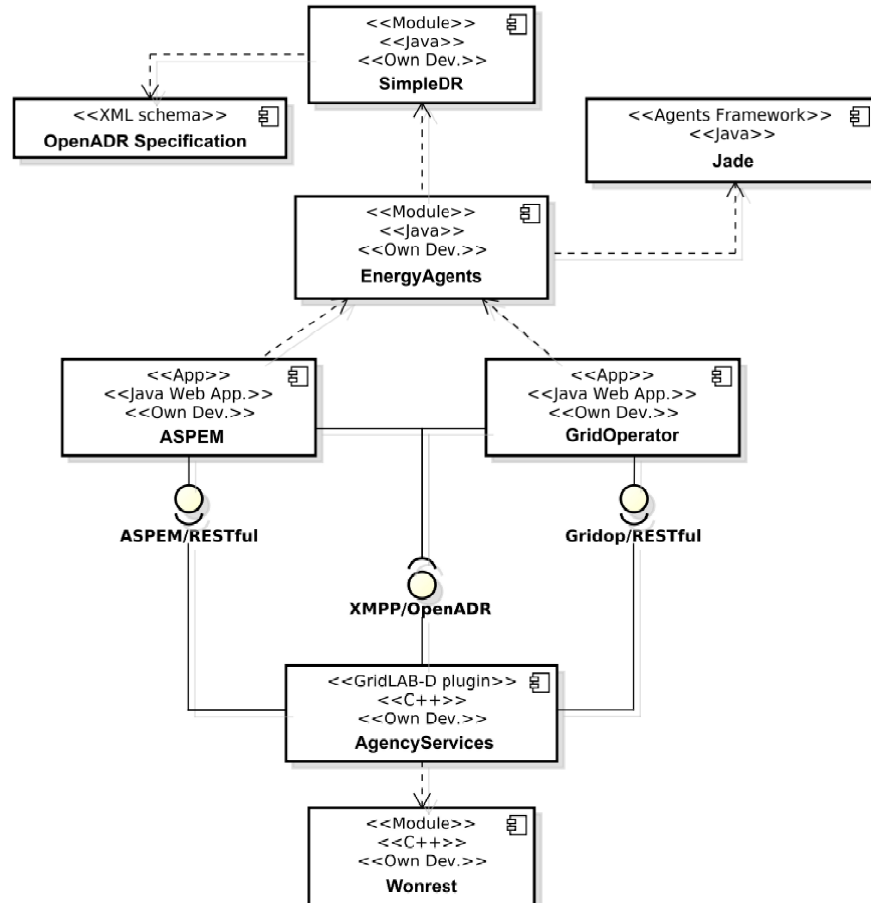 <<Module>>
<<Java>>
<<Own Dev.>>
SimpleDR
<<XML schema>>
OpenADR Specification
<<Agents Framework>>
<<Java>>
Jade
<<Module>>
<<Java>>
<<Own Dev.>>
EnergyAgents
<<App>>
<<Java Web App.>>
<<Own Dev.>>
ASPEM
<<App>>
<<Java Web App.>>
<<Own Dev.>>
GridOperator
ASPEM/RESTful
Gridop/RESTful
XMPP/OpenADR
<<GridLAB-D plugin>>
<<C++>>
<<Own Dev.>>
AgencyServices
<<Module>>
<<C++>>
<<Own Dev.>>
Wonrest